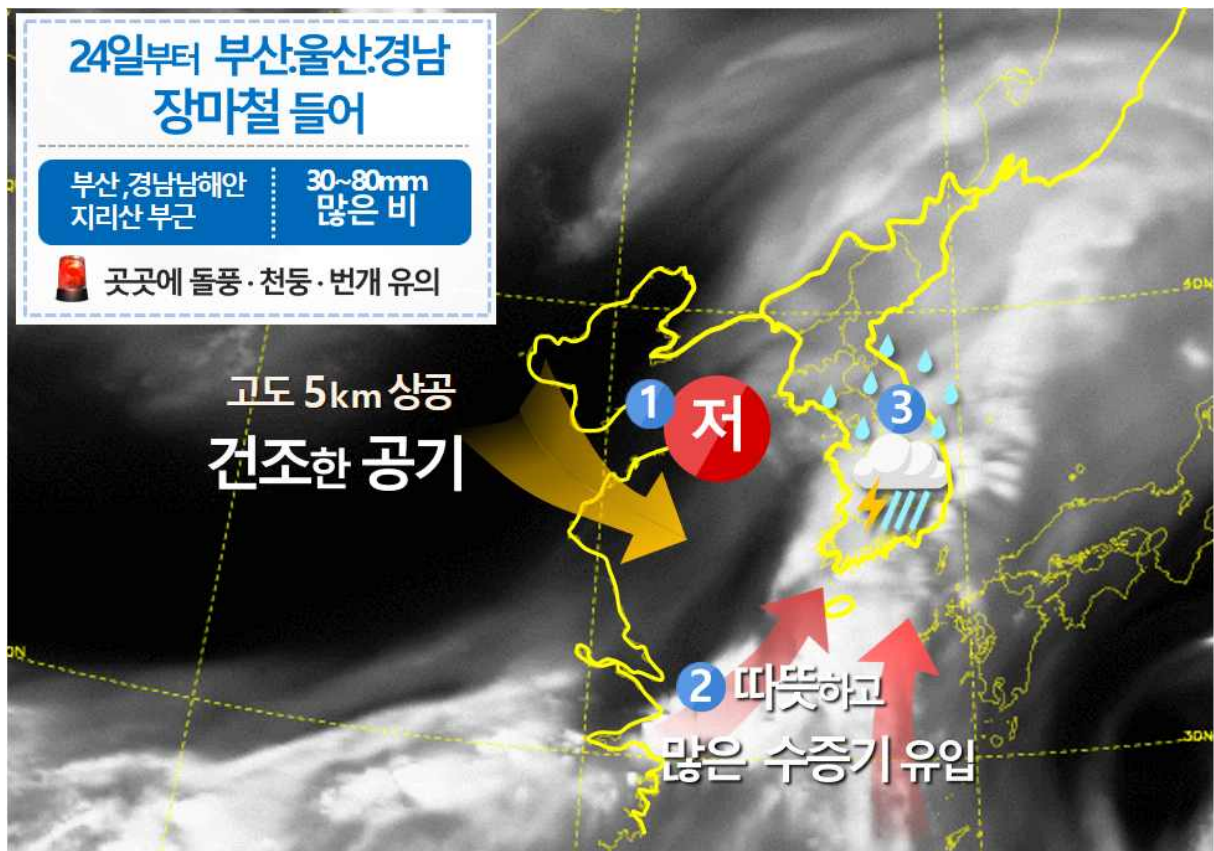 24일부터 부산.울산.경남
장마철 들어
부산,경남남해안
지리산 부근
30~80mm
많은 비
곳곳에 돌풍·천둥·번개 유의
40N
고도 5km 상공
건조한 공기
1
저
3
2 따뜻하고
많은 수증기 유입
30N